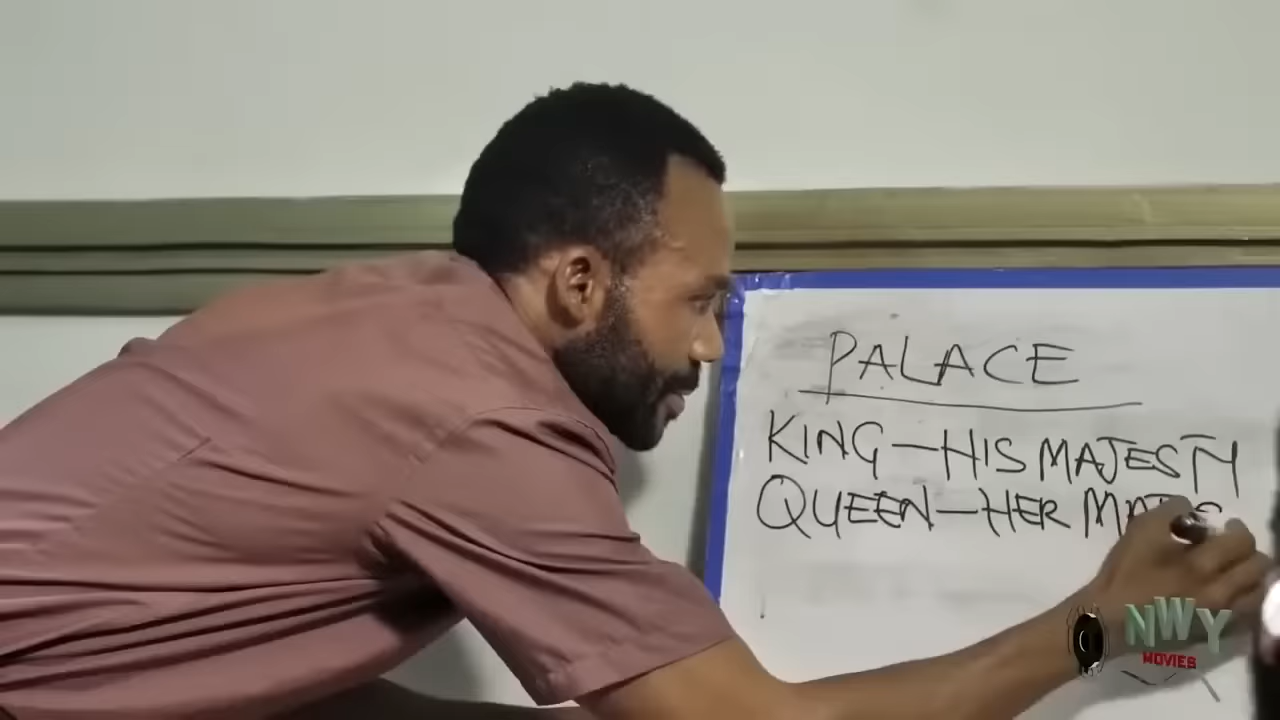 PALACE
KING - HIS MAJESTY
QUEEN - HER
NWY
MOVIES